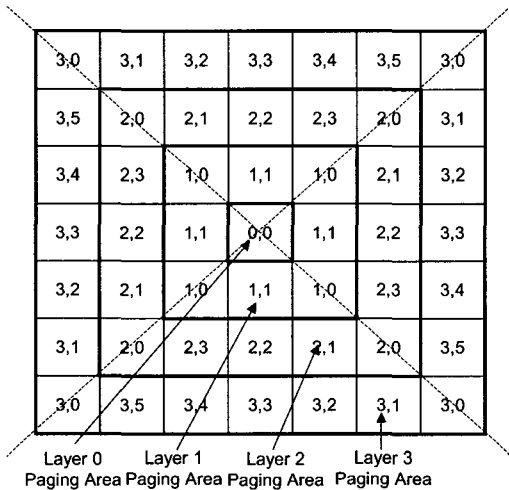 3,0 3,1 3,2 3,3 3,4 3,5 3,0
3,5 2,0 2,1 2,2 2,3 2,0 3,1
3,4 2,3 1,0 1,1 1,0 2,1 3,2
3,3 2,2 1,1 0,0 1,1 2,2 3,3
3,2 2,1 1,0 1,1 1,0 2,3 3,4
3,1 2,0 2,3 2,2 2,1 2,0 3,5
3,0 3,5 3,4 3,3 3,2 3,1 3,0
Layer 0 Layer 1 Layer 2 Layer 3
Paging Area Paging Area Paging Area Paging Area